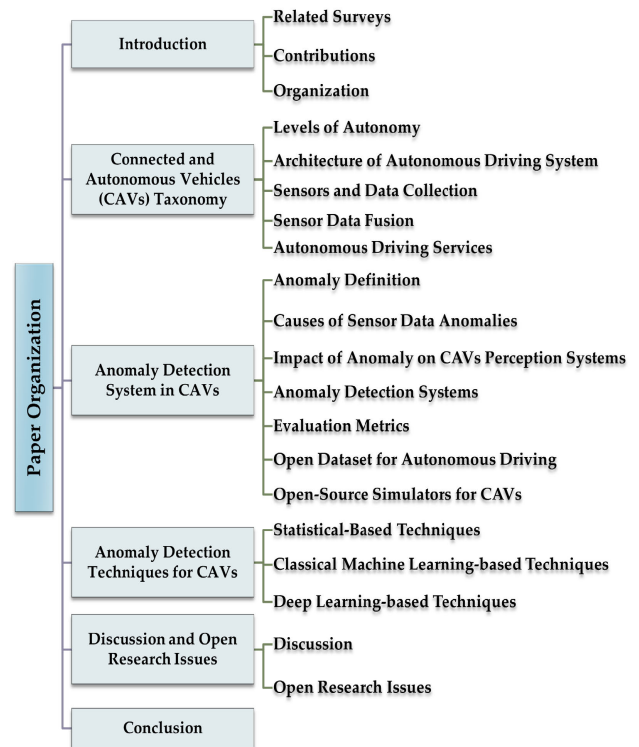 Paper Organization
Introduction
Related Surveys
Contributions
Organization
Connected and
Autonomous Vehicles
(CAVs) Taxonomy
Levels of Autonomy
Architecture of Autonomous Driving System
Sensors and Data Collection
Sensor Data Fusion
Autonomous Driving Services
Anomaly Detection
System in CAVs
Anomaly Definition
Causes of Sensor Data Anomalies
Impact of Anomaly on CAVs Perception Systems
Anomaly Detection Systems
Evaluation Metrics
Open Dataset for Autonomous Driving
Open-Source Simulators for CAVs
Anomaly Detection
Techniques for CAVs
Statistical-Based Techniques
Classical Machine Learning-based Techniques
Deep Learning-based Techniques
Discussion and Open
Research Issues
Discussion
Open Research Issues
Conclusion